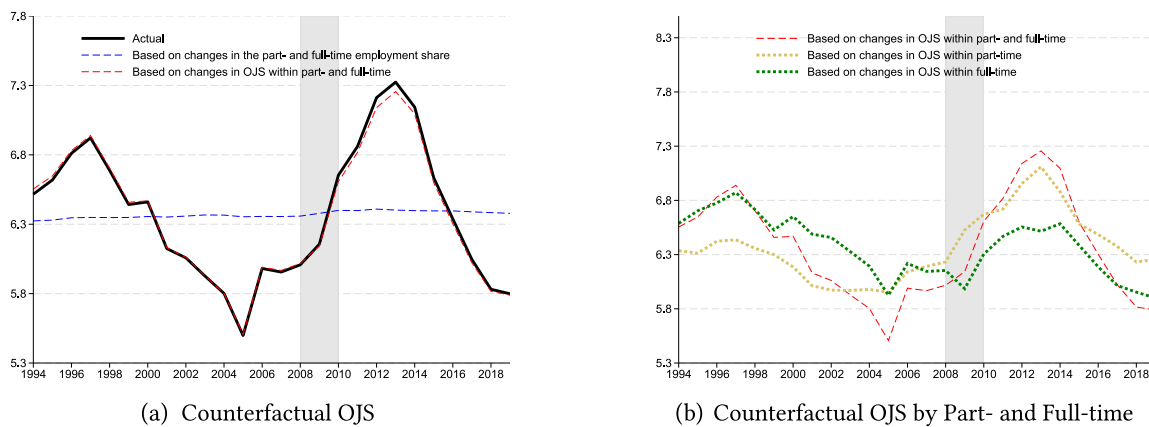 7.8
7.3
6.8
6.3
5.8
5.3
Actual
Based on changes in the part- and full-time employment share
Based on changes in OJS within part- and full-time
1994 1996 1998 2000 2002 2004 2006 2008 2010 2012 2014 2016 2018
(a) Counterfactual OJS
8.3
7.8
7.3
6.8
6.3
5.8
5.3
Based on changes in OJS within part- and full-time
Based on changes in OJS within part-time
Based on changes in OJS within full-time
1994 1996 1998 2000 2002 2004 2006 2008 2010 2012 2014 2016 2018
(b) Counterfactual OJS by Part- and Full-time